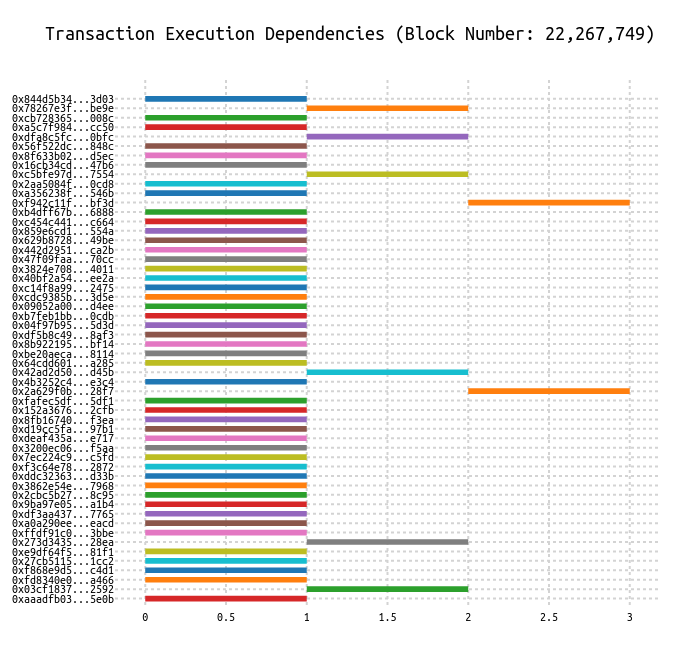 Transaction Execution Dependencies (Block Number: 22,267,749)
0x844d5b34...3d03
0x78267e3f...be9e
0xcb728365...008c
0xa5c7f984...cc50
0xdfa8c5fc...0bfc
0x56f522dc...848c
0x8f633b02...d5ec
0x16cb34cd...47b6
0xc5bfe97d...7554
0x2aa5084f...0cd8
0xa356238f...546b
0xf942c11f...bf3d
0xb4dff67b...6888
0xc454c441...c664
0x859e6cd1...554a
0x629b8728...49be
0x442d2951...ca2b
0x47f09faa...70cc
0x3824e708...4011
0x40bf2a54...ee2a
0xc14f8a99...2475
0xcdc9385b...3d5e
0x09052a00...d4ee
0xb7feb1bb...0cdb
0x04f97b95...5d3d
0xdf5b8c49...8af3
0x8b922195...bf14
0xbe20aeca...8114
0x64cdd601...a285
0x42ad2d50...d45b
0x4b3252c4...e3c4
0x2a629f0b...28f7
0xfafec5df...5df1
0x152a3676...2cfb
0x8fb16740...f3ea
0xd19cc5fa...97b1
0xdeaf435a...e717
0x3200ec06...f5aa
0x7ec224c9...c5fd
0xf3c64e78...2872
0xddc32363...d33b
0x3862e54e...7968
0x2cbc5b27...8c95
0x9ba97e05...a1b4
0xdf3aa437...7765
0xa0a290ee...eacd
0xffdf91c0...3bbe
0x273d3435...28ea
0xe9df64f5...81f1
0x27cb5115...1cc2
0xf868e9d5...c4d1
0xfd8340e0...a466
0x03cf1837...2592
0xaaadfb03...5e0b
0 0.5 1 1.5 2 2.5 3